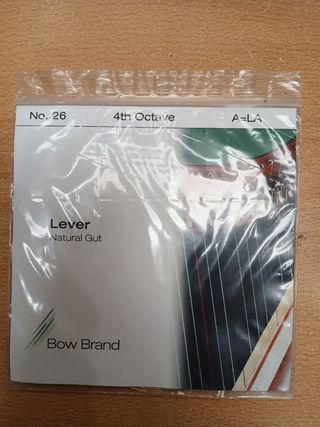 No. 26 4th Octave A=LA
Lever
Natural Gut
Bow Brand